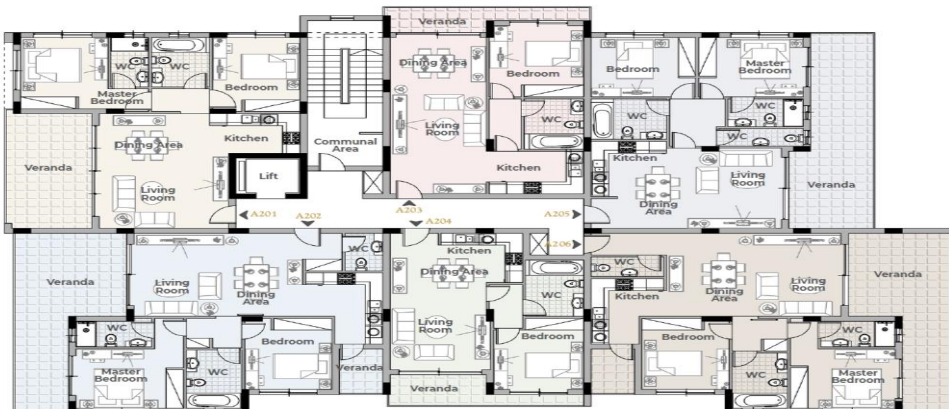 Veranda
Bedroom
Dining Area
Bedroom
Master
Bedroom
WC
WC
Bedroom
Master
Bedroom
WC
WC
WC
WC
Living
Room
Kitchen
Communal
Area
Kitchen
Dining Area
Kitchen
Veranda
Lift
Living
Room
Dining
Area
Living
Room
Veranda
A201
A202
A203
A204
A205
A206
WC
Kitchen
Veranda
Living
Room
Dining
Area
Dining Area
WC
WC
Kitchen
Dining
Area
Living
Room
Veranda
Living
Room
WC
Master
Bedroom
WC
Bedroom
Veranda
Veranda
Bedroom
Bedroom
WC
WC
Master
Bedroom